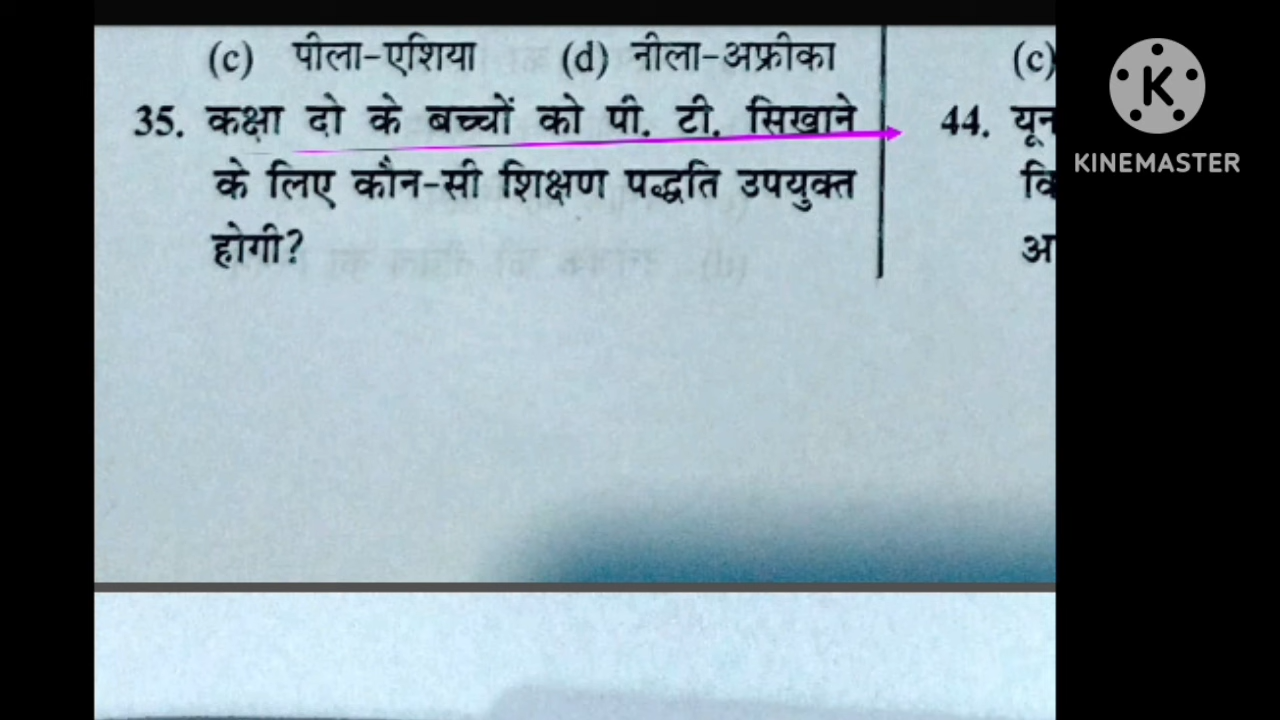 (c) पीला-एशिया (d) नीला-अफ्रीका
(c)
35. कक्षा दो के बच्चों को पी. टी. सिखाने
के लिए कौन-सी शिक्षण पद्धति उपयुक्त
होगी?
44. यून
वि
अ
K
KINEMASTER